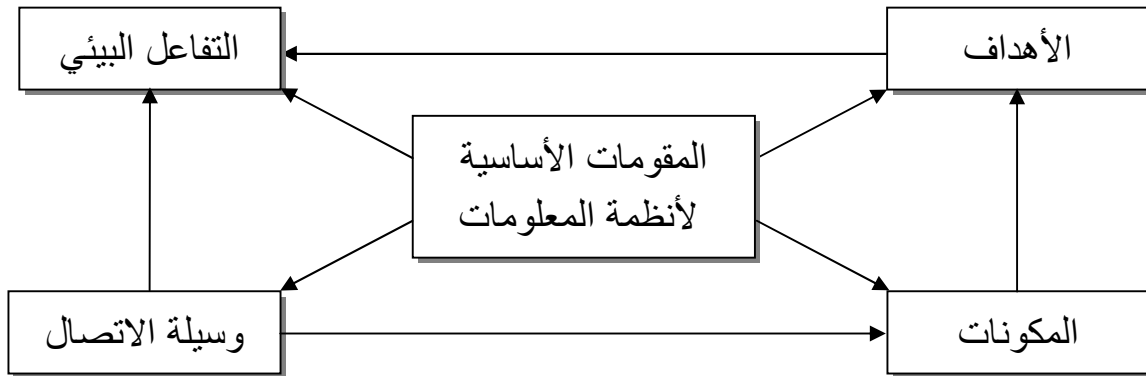 الأهداف
التفاعل البيئي
المقومات الأساسية
لأنظمة المعلومات
المكونات
وسيلة الاتصال